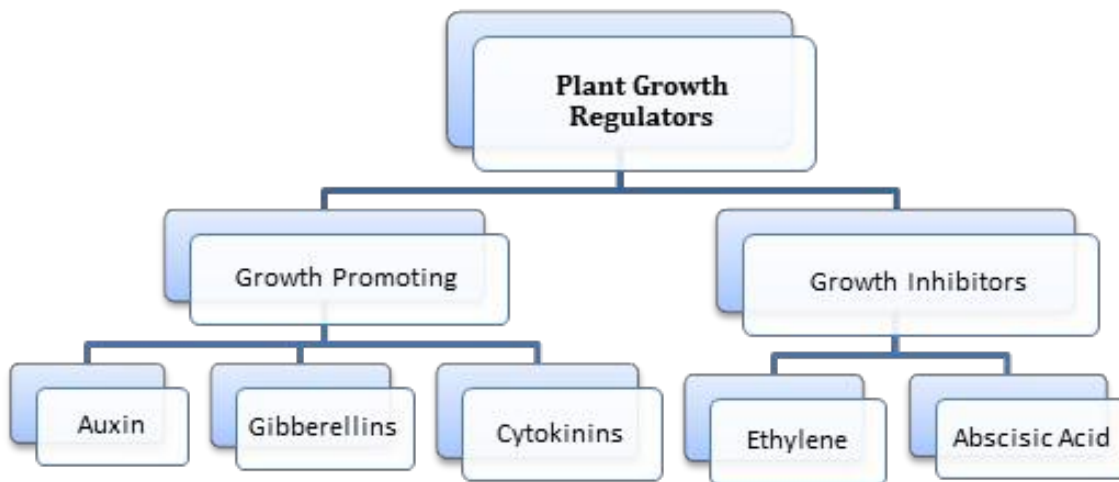 Plant Growth
Regulators
Growth Promoting
Growth Inhibitors
Auxin
Gibberellins
Cytokinins
Ethylene
Abscisic Acid